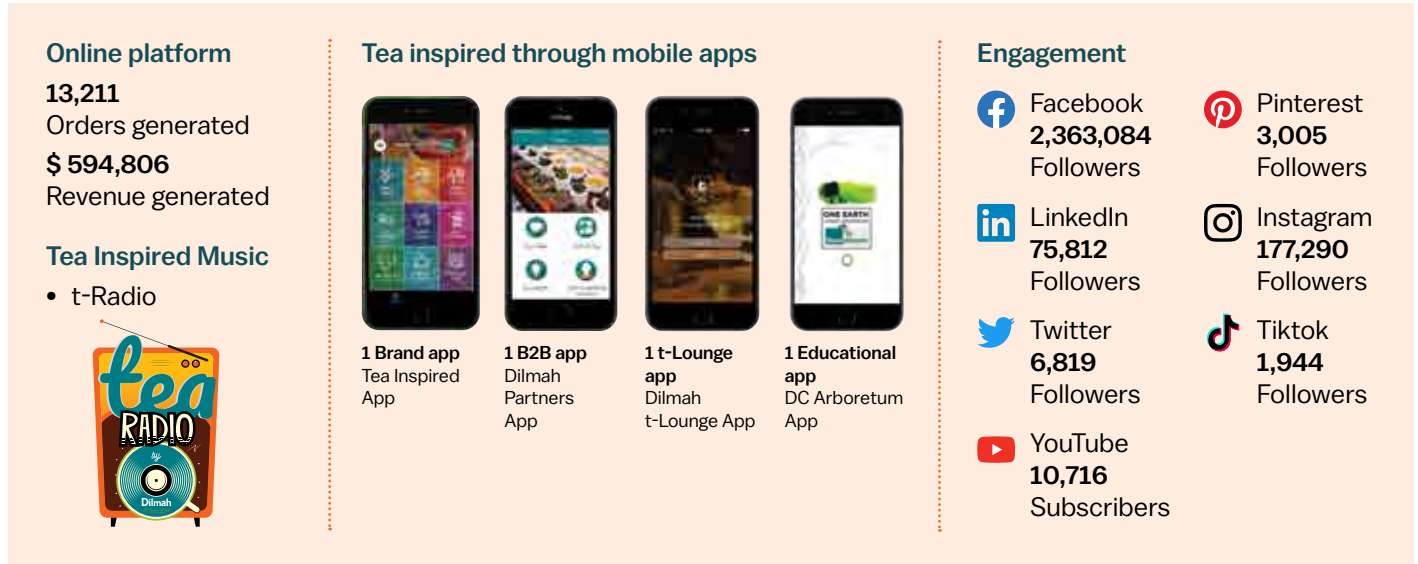 Online platform
13,211
Orders generated
$ 594,806
Revenue generated
Tea Inspired Music
• t-Radio
tea
RADIO
by
Dilmah
Tea inspired through mobile apps
ONE EARTH
1 Brand app
Tea Inspired
App
1 B2B app
Dilmah
Partners
App
1 t-Lounge
app
Dilmah
t-Lounge App
1 Educational
app
DC Arboretum
App
Engagement
Facebook
2,363,084
Followers
LinkedIn
75,812
Followers
Twitter
6,819
Followers
YouTube
10,716
Subscribers
Pinterest
3,005
Followers
Instagram
177,290
Followers
Tiktok
1,944
Followers